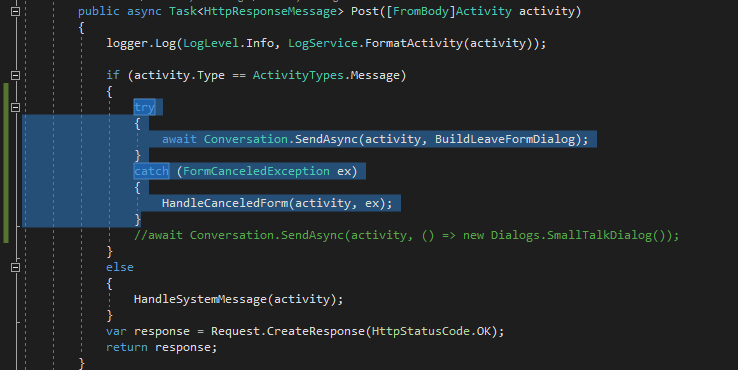 public async Task<HttpResponseMessage> Post([FromBody]Activity activity)
{
logger.Log(LogLevel.Info, LogService.FormatActivity(activity));
if (activity.Type == ActivityTypes.Message)
{
try
{
await Conversation.SendAsync(activity, BuildLeaveFormDialog);
}
catch (FormCanceledException ex)
{
HandleCanceledForm(activity, ex);
}
//await Conversation.SendAsync(activity, () => new Dialogs.SmallTalkDialog());
}
else
{
HandleSystemMessage(activity);
}
var response = Request.CreateResponse(HttpStatusCode.OK);
return response;
}